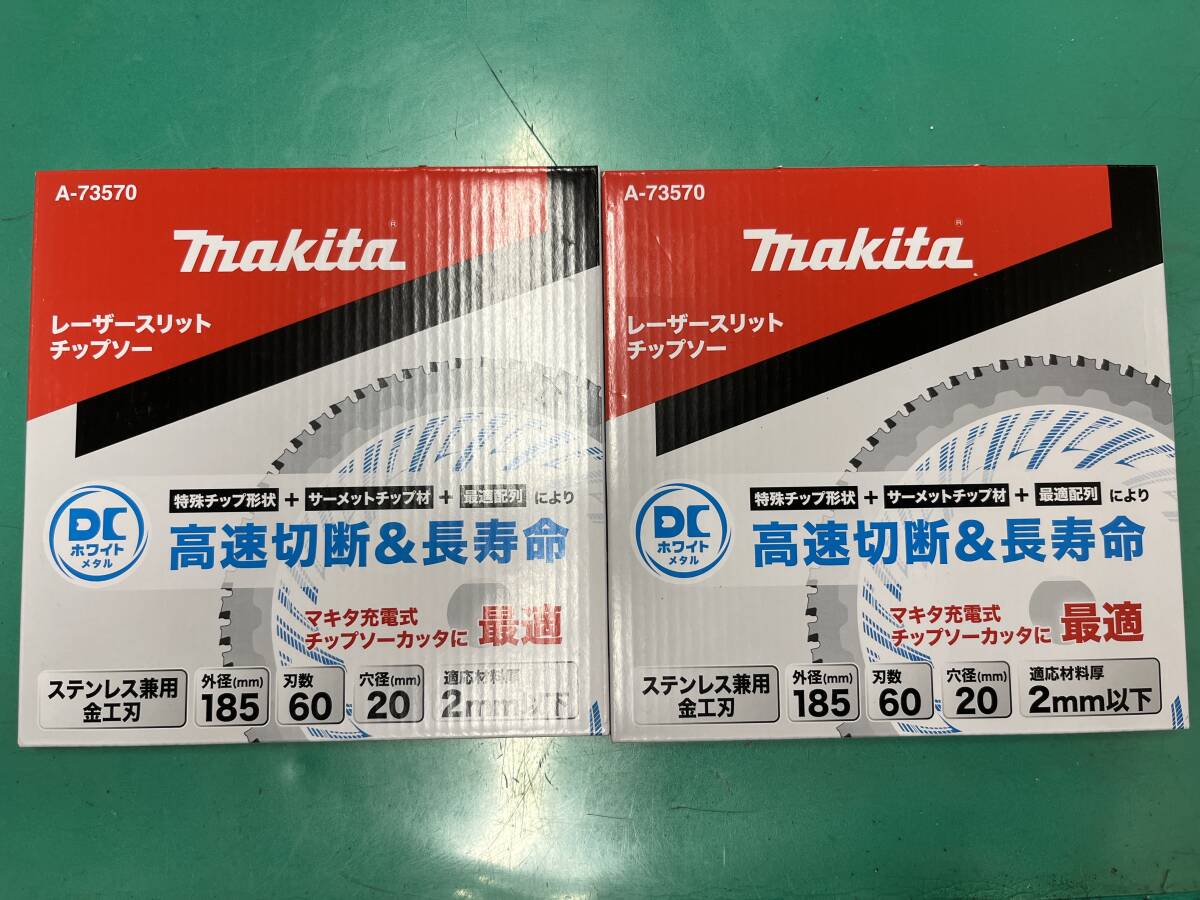 A-73570
makita®
レーザースリット
チップソー
特殊チップ形状 + サーメットチップ材 + 最適配列 により
DC
ホワイト
メタル
高速切断&長寿命
マキタ充電式
チップソーカッタに 最適
ステンレス兼用
金工刃
外径(mm)
185
刃数
60
穴径(mm)
20
適応材料厚
2mm以下
A-73570
makita®
レーザースリット
チップソー
特殊チップ形状 + サーメットチップ材 + 最適配列 により
DC
ホワイト
メタル
高速切断&長寿命
マキタ充電式
チップソーカッタに 最適
ステンレス兼用
金工刃
外径(mm)
185
刃数
60
穴径(mm)
20
適応材料厚
2mm以下